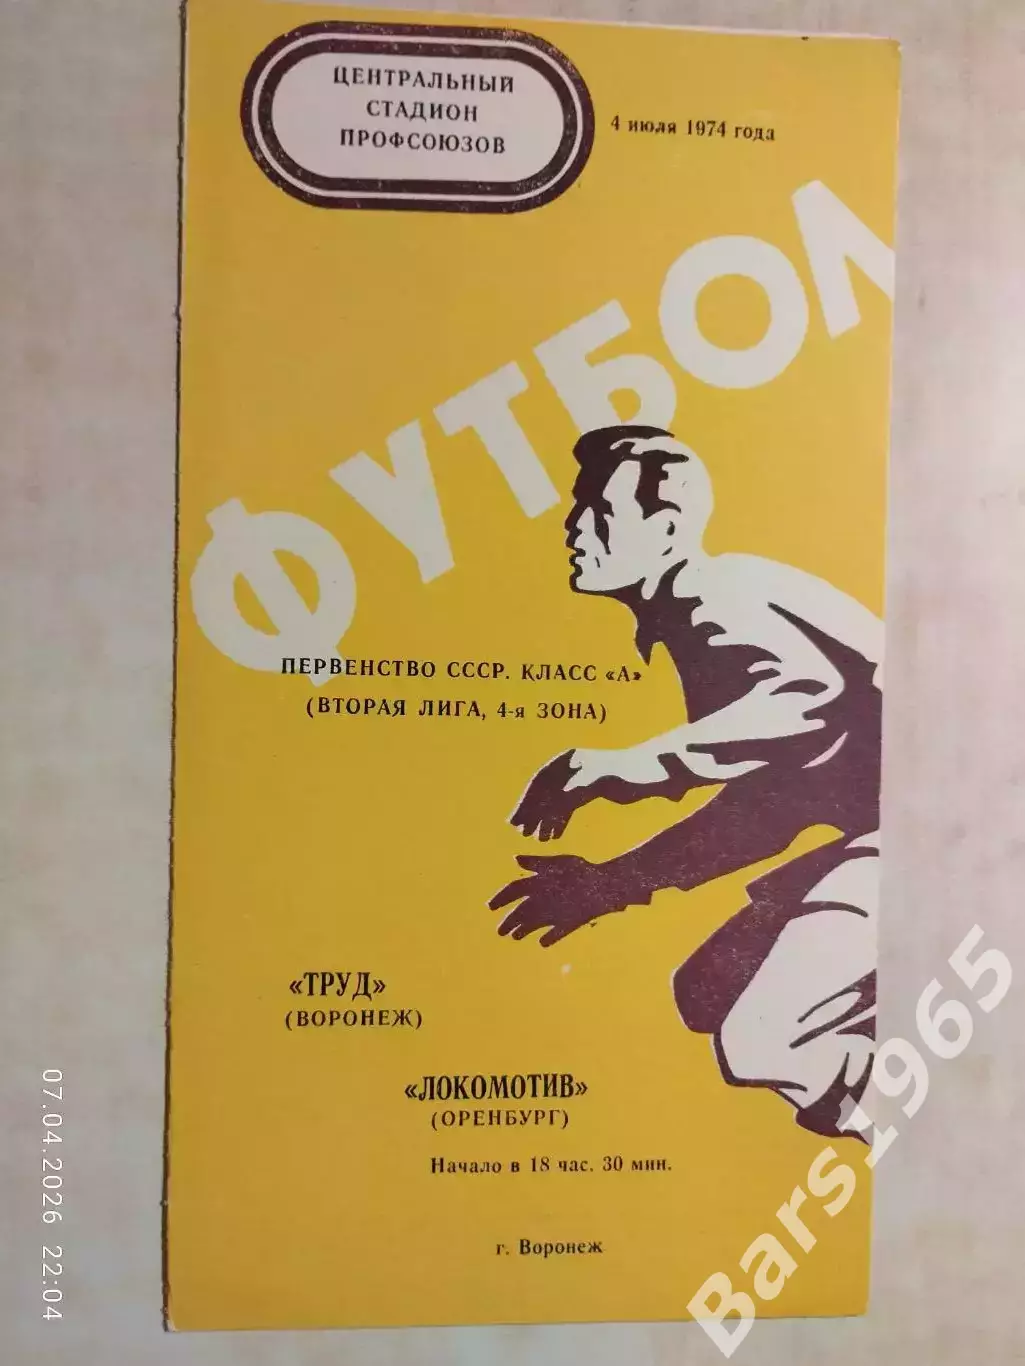 ЦЕНТРАЛЬНЫЙ
СТАДИОН
ПРОФСОЮЗОВ
4 июля 1974 года
ФУТБОЛ
ПЕРВЕНСТВО СССР. КЛАСС «А»
(ВТОРАЯ ЛИГА, 4-я ЗОНА)
«ТРУД»
(ВОРОНЕЖ)
«ЛОКОМОТИВ»
(ОРЕНБУРГ)
Начало в 18 час. 30 мин.
г. Воронеж
07.04.2026 22:04
Bars1965